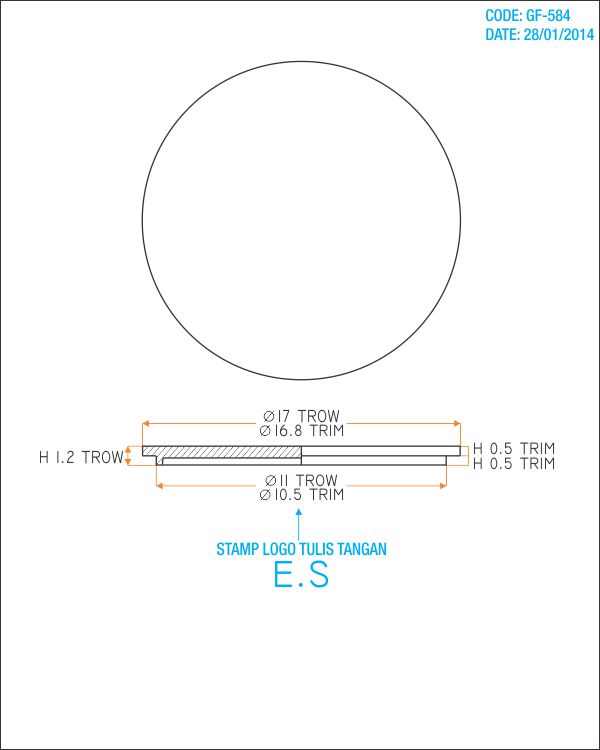 CODE: GF-584
DATE: 28/01/2014
Ø17 TROW
Ø16.8 TRIM
H 1.2 TROW
H 0.5 TRIM
H 0.5 TRIM
Ø11 TROW
Ø10.5 TRIM
STAMP LOGO TULIS TANGAN
E.S